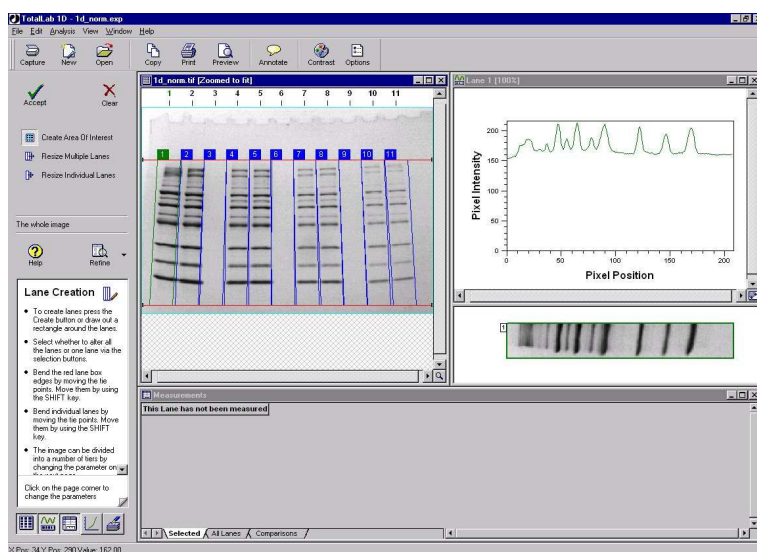 TotalLab 1D - 1d_norm.exp
File Edit Analysis View Window Help
Capture New Open Copy Print Preview Annotate Contrast Options
Accept Clear
Create Area Of Interest
Resize Multiple Lanes
Resize Individual Lanes
The whole image
Help Refine
Lane Creation
• To create lanes press the
Create button or draw out a
rectangle around the lanes.
• Select whether to alter all
the lanes or one lane via the
selection buttons.
• Bend the red lane box
edges by moving the tie
points. Move them by using
the SHIFT key.
• Bend individual lanes by
moving the tie points. Move
them by using the SHIFT
key.
• The image can be divided
into a number of tiers by
changing the parameter on
Click on the page corner to
change the parameters
1d_norm.tif [Zoomed to fit]
1 2 3 4 5 6 7 8 9 10 11
1 2 3 4 5 6 7 8 9 10 11
Lane 1 [100%]
Pixel Intensity
200
150
100
50
0
0 50 100 150 200
Pixel Position
1
Measurements
This Lane has not been measured
Selected All Lanes Comparisons
X Pos: 34 Y Pos: 290 Value: 162.00